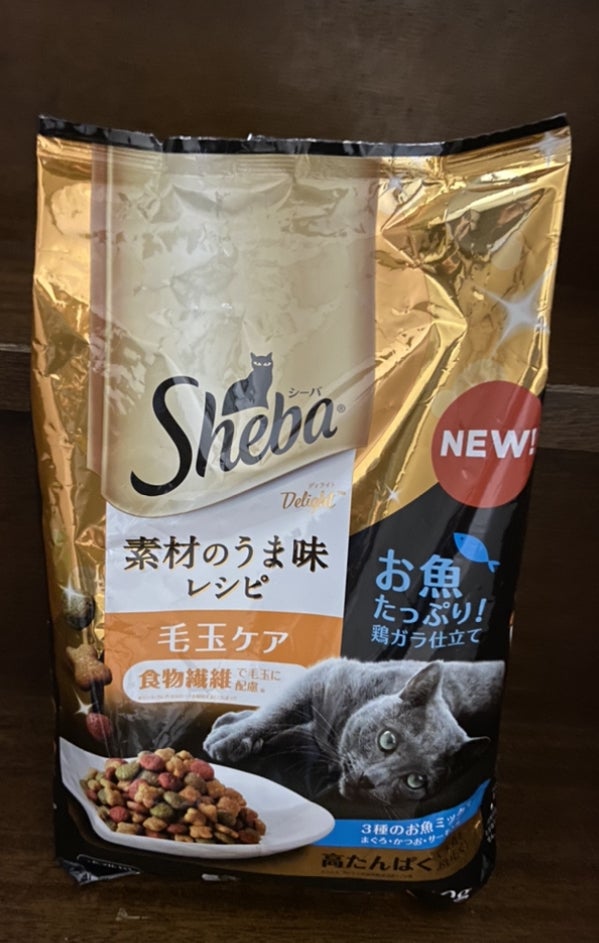 シーバ
Sheba
ディライト
Delight
素材のうま味
レシピ
毛玉ケア
食物繊維で毛玉に
配慮
NEW!
お魚
たっぷり!
鶏ガラ仕立て
3種のお魚ミックス
まぐろ・かつお・サー
高たんぱく
0g